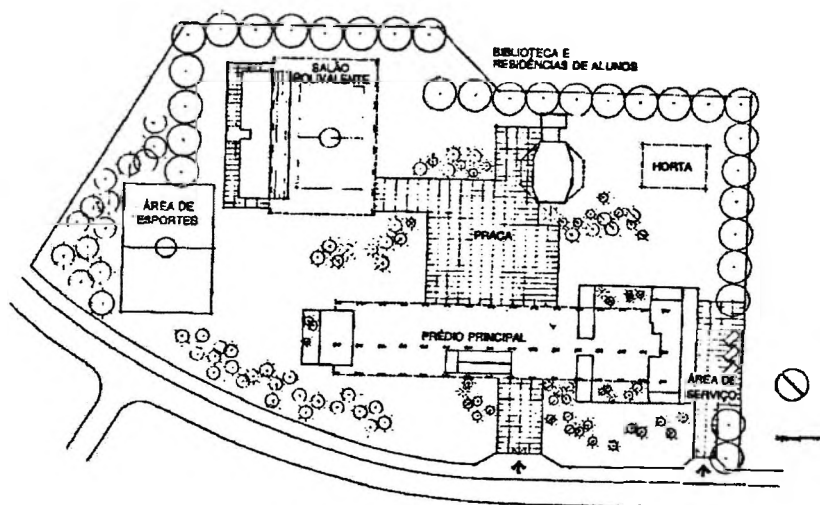 BIBLIOTECA E
RESIDÊNCIAS DE ALUNOS
SALÃO
POLIVALENTE
HORTA
ÁREA DE
ESPORTES
PRAÇA
PRÉDIO PRINCIPAL
ÁREA DE
SERVIÇO